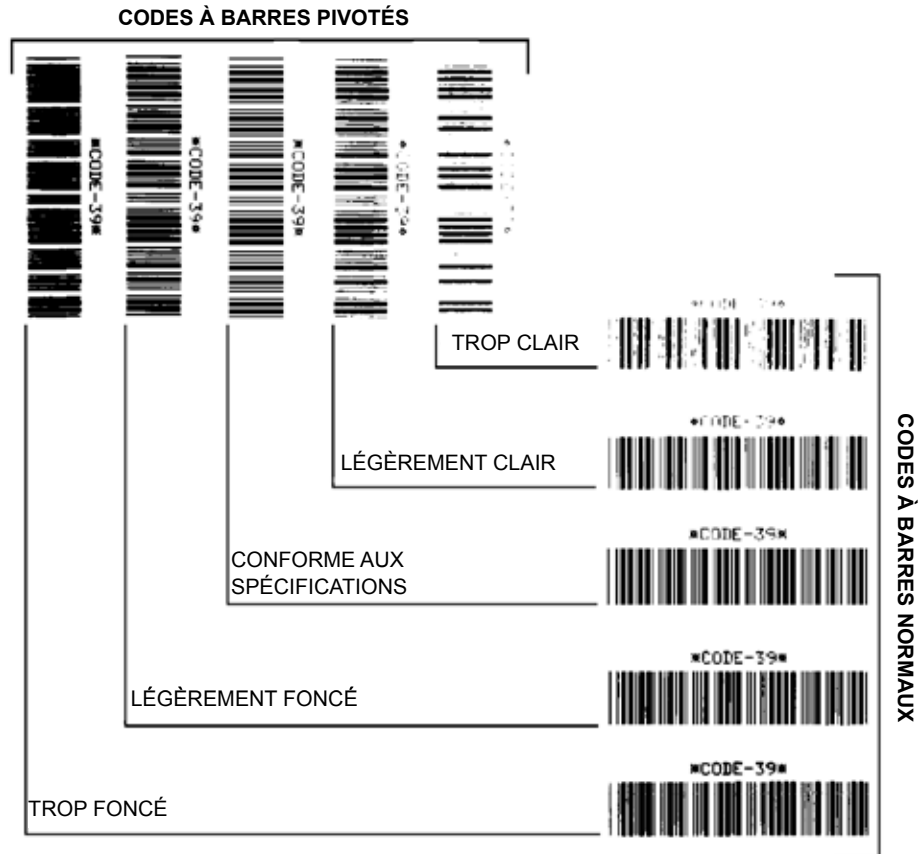 CODES À BARRES PIVOTÉS
*CODE-39*
*CODE-39*
*CODE-39*
TROP CLAIR
LÉGÈREMENT CLAIR
*CODE-39*
CONFORME AUX
SPÉCIFICATIONS
*CODE-39*
LÉGÈREMENT FONCÉ
*CODE-39*
TROP FONCÉ
CODES À BARRES NORMAUX